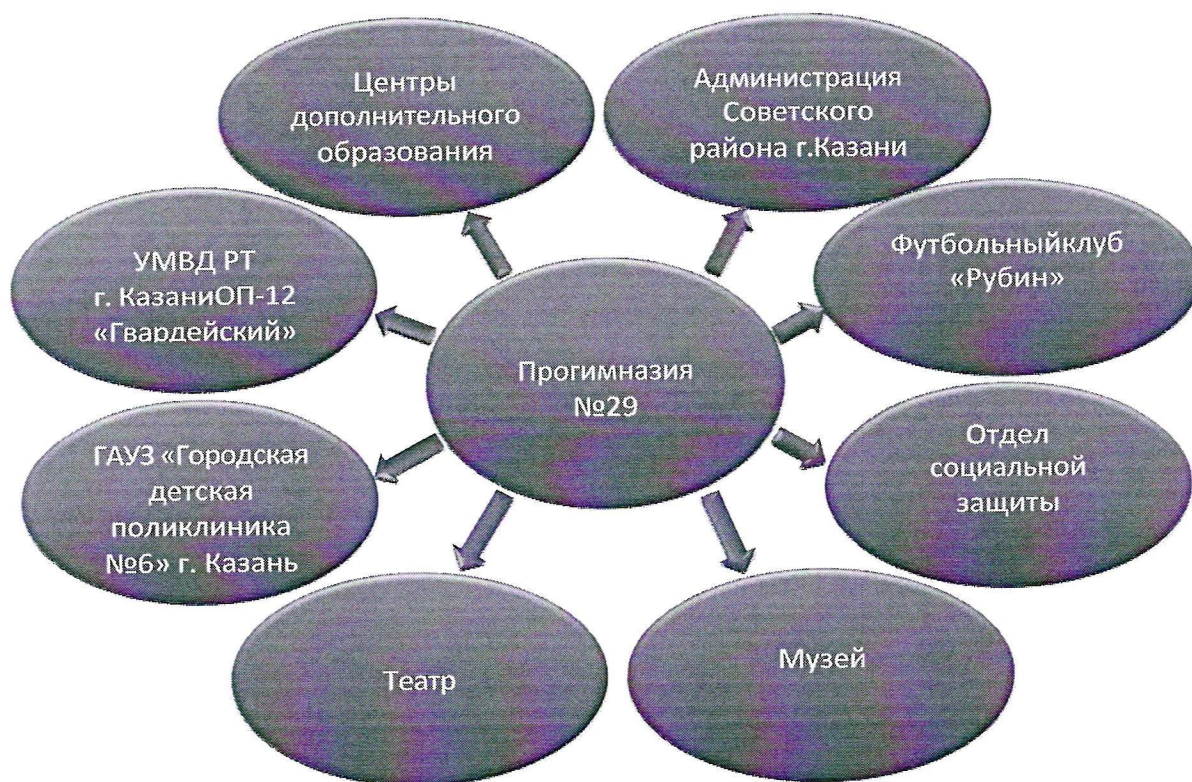 Центры
дополнительного
образования
Администрация
Советского
района г.Казани
УМВД РТ
г. КазаниОП-12
«Гвардейский»
Футбольныйклуб
«Рубин»
Прогимназия
№29
ГАУЗ «Городская
детская
поликлиника
№6» г. Казань
Отдел
социальной
защиты
Театр
Музей